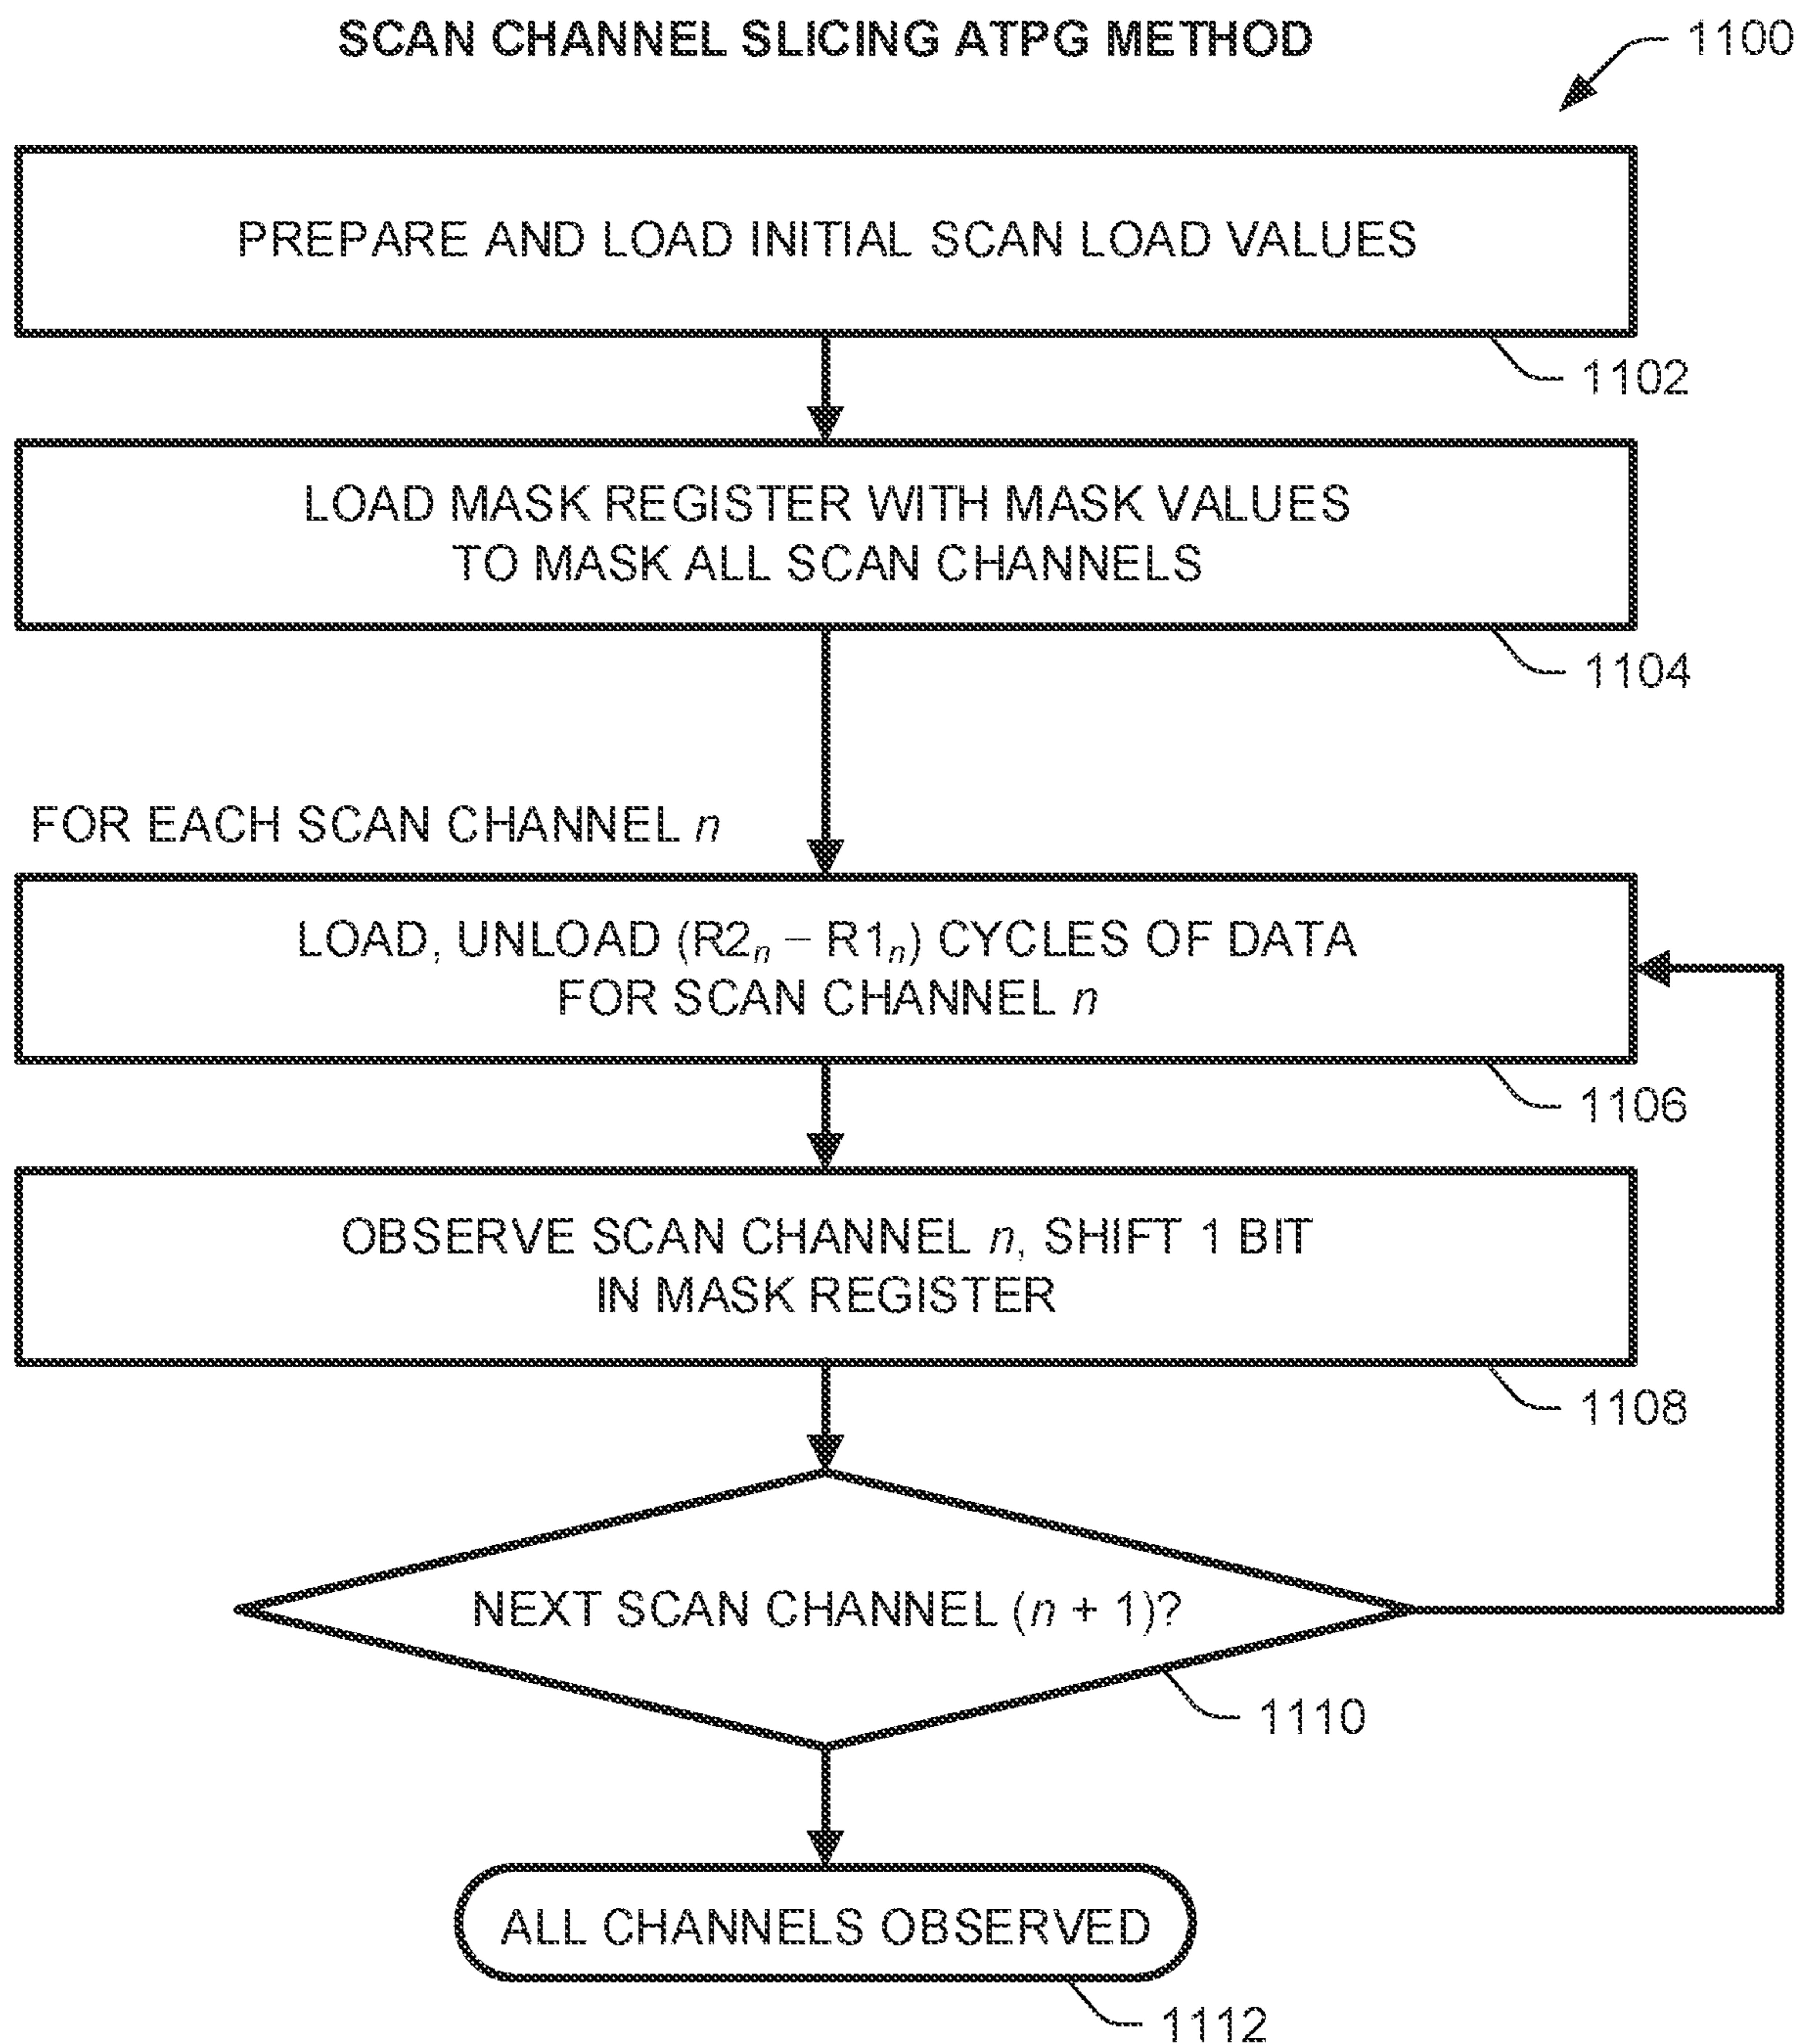 SCAN CHANNEL SLICING ATPG METHOD
1100
PREPARE AND LOAD INITIAL SCAN LOAD VALUES
1102
LOAD MASK REGISTER WITH MASK VALUES
TO MASK ALL SCAN CHANNELS
1104
FOR EACH SCAN CHANNEL n
LOAD, UNLOAD (R2n – R1n) CYCLES OF DATA
FOR SCAN CHANNEL n
1106
OBSERVE SCAN CHANNEL n, SHIFT 1 BIT
IN MASK REGISTER
1108
NEXT SCAN CHANNEL (n + 1)?
1110
ALL CHANNELS OBSERVED
1112